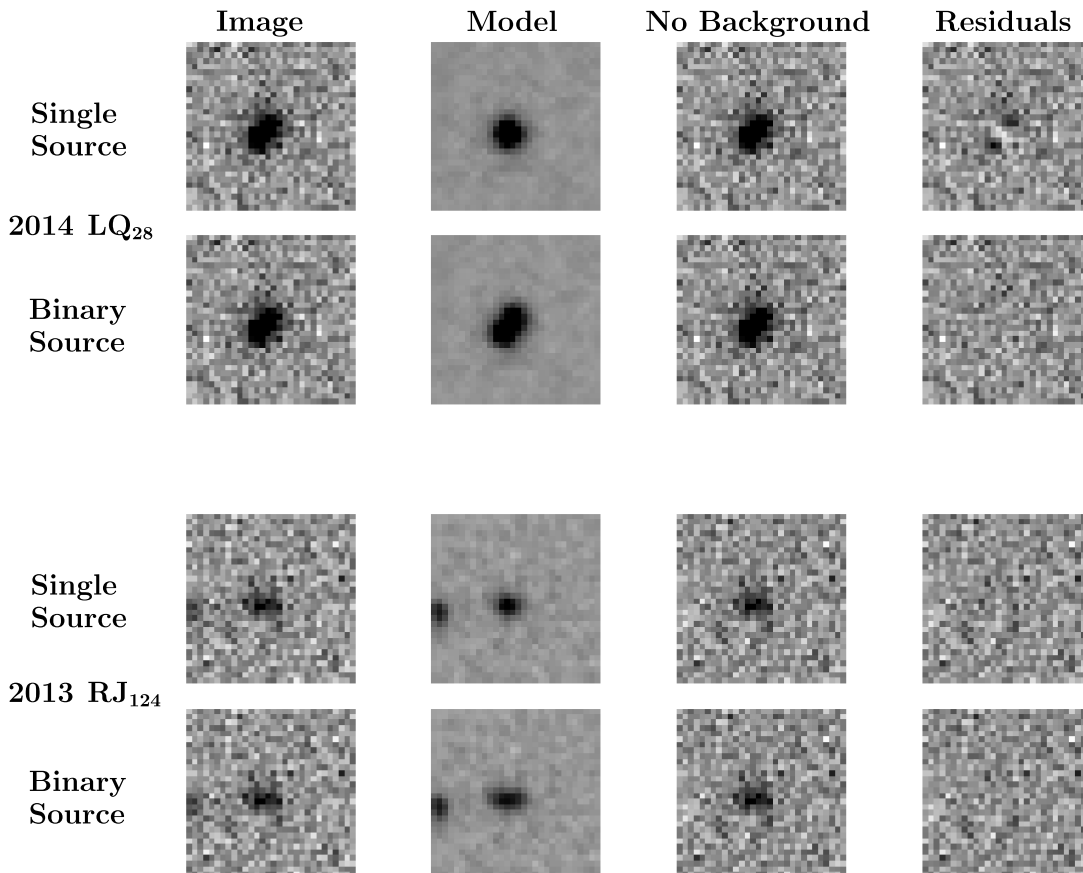 Image Model No Background Residuals
Single
Source
2014 LQ₂₈
Binary
Source
Single
Source
2013 RJ₁₂₄
Binary
Source